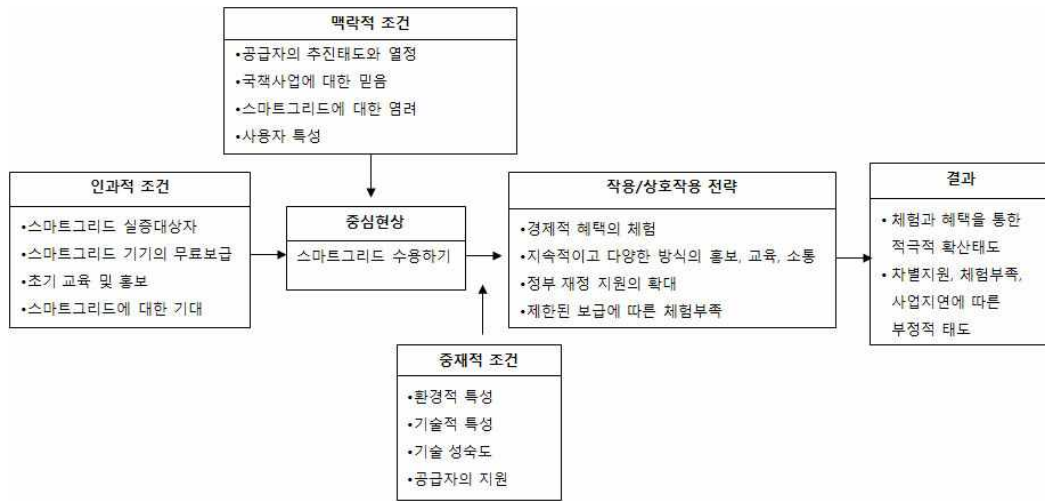 맥락적 조건
•공급자의 추진태도와 열정
•국책사업에 대한 믿음
•스마트그리드에 대한 염려
•사용자 특성
인과적 조건
•스마트그리드 실증대상자
•스마트그리드 기기의 무료보급
•초기 교육 및 홍보
•스마트그리드에 대한 기대
중심현상
스마트그리드 수용하기
작용/상호작용 전략
•경제적 혜택의 체험
•지속적이고 다양한 방식의 홍보, 교육, 소통
•정부 재정 지원의 확대
•제한된 보급에 따른 체험부족
결과
• 체험과 혜택을 통한
적극적 확산태도
• 차별지원, 체험부족,
사업지연에 따른
부정적 태도
중재적 조건
•환경적 특성
•기술적 특성
•기술 성숙도
•공급자의 지원